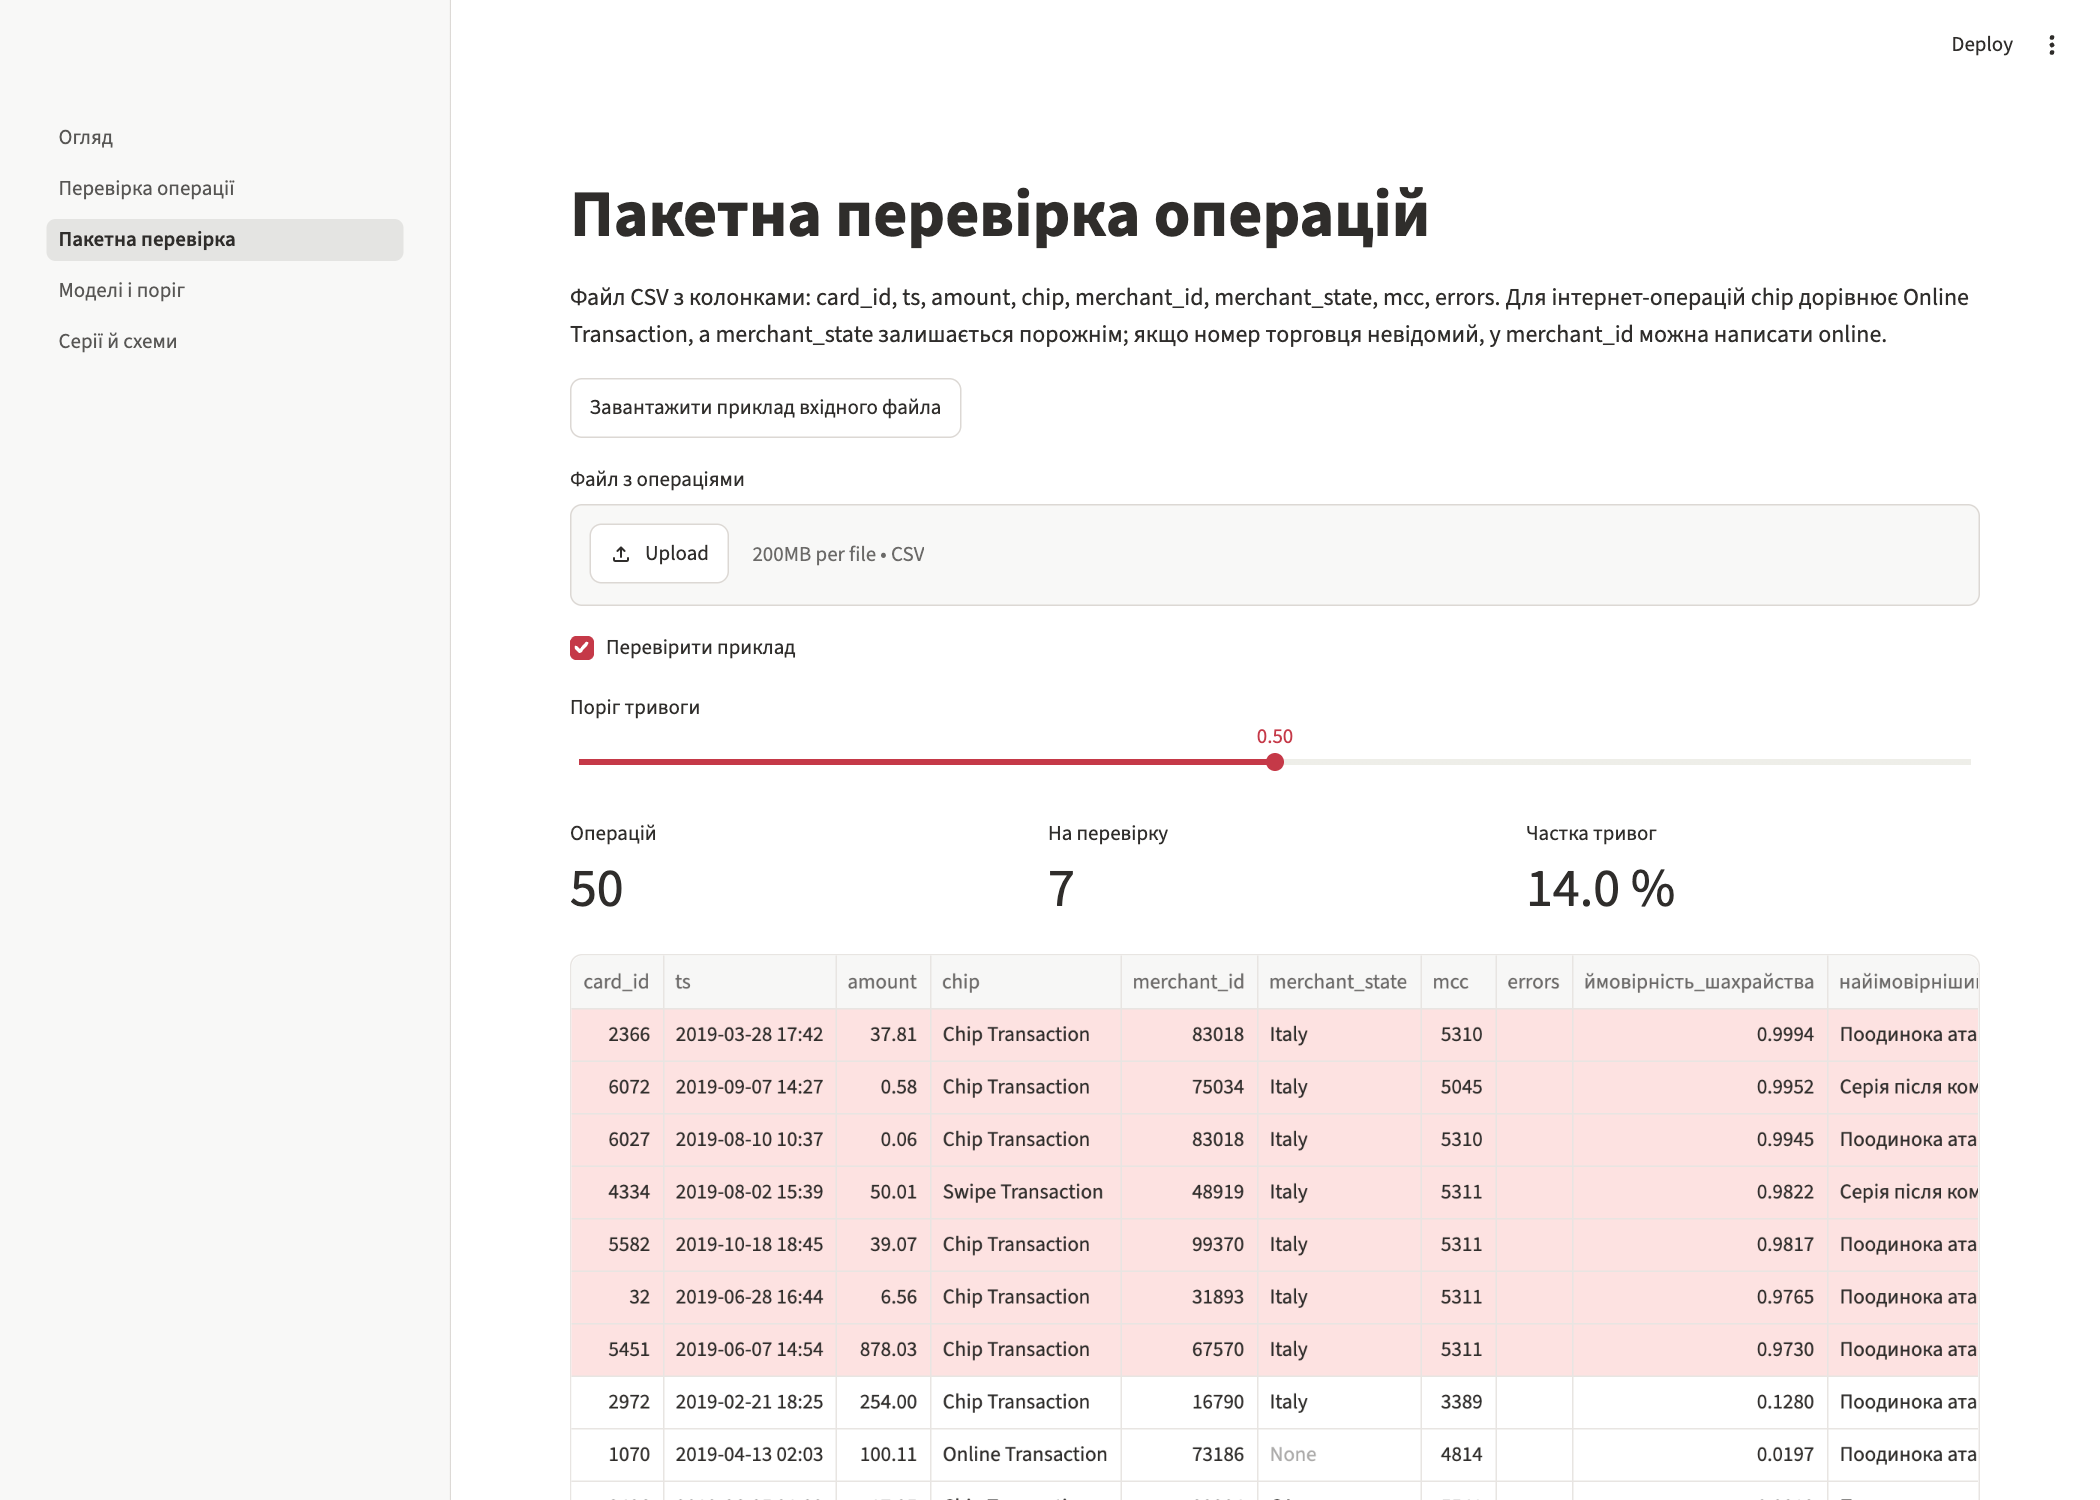 Deploy
Огляд
Перевірка операції
Пакетна перевірка
Моделі і поріг
Серії й схеми
Пакетна перевірка операцій
Файл CSV з колонками: card_id, ts, amount, chip, merchant_id, merchant_state, mcc, errors. Для інтернет-операцій chip дорівнює Online
Transaction, а merchant_state залишається порожнім; якщо номер торговця невідомий, у merchant_id можна написати online.
Завантажити приклад вхідного файла
Файл з операціями
Upload 200MB per file • CSV
Перевірити приклад
Поріг тривоги
0.50
Операцій На перевірку Частка тривог
50 7 14.0 %
card_id ts amount chip merchant_id merchant_state mcc errors ймовірність_шахрайства
2366 2019-03-28 17:42 37.81 Chip Transaction 83018 Italy 5310 0.9994 Поодинока
6072 2019-09-07 14:27 0.58 Chip Transaction 75034 Italy 5045 0.9952 Серія після
6027 2019-08-10 10:37 0.06 Chip Transaction 83018 Italy 5310 0.9945 Поодинока
4334 2019-08-02 15:39 50.01 Swipe Transaction 48919 Italy 5311 0.9822 Серія після
5582 2019-10-18 18:45 39.07 Chip Transaction 99370 Italy 5311 0.9817 Поодинока
32 2019-06-28 16:44 6.56 Chip Transaction 31893 Italy 5311 0.9765 Поодинока
5451 2019-06-07 14:54 878.03 Chip Transaction 67570 Italy 5311 0.9730 Поодинока
2972 2019-02-21 18:25 254.00 Chip Transaction 16790 Italy 3389 0.1280 Поодинока
1070 2019-04-13 02:03 100.11 Online Transaction 73186 None 4814 0.0197 Поодинока